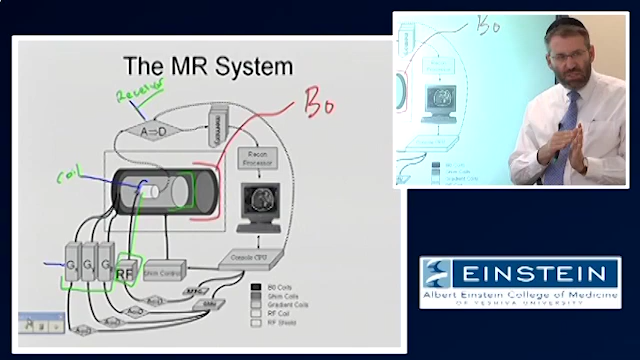 The MR System
Receiver
Bo
A⇒D
memory
Recon
Processor
Coil
Console CPU
G
G
G
RF
Shim Control
B0 Coils
Shim Coils
Gradient Coils
RF Coil
RF Shield
Bo
EINSTEIN
Albert Einstein College of Medicine
OF YESHIVA UNIVERSITY